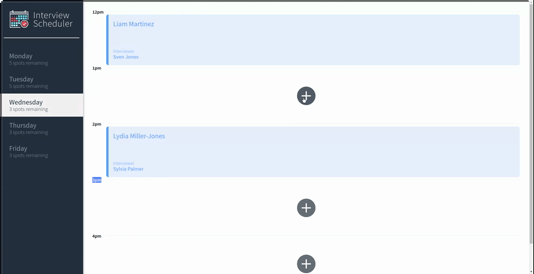 Interview
Scheduler
Monday
5 spots remaining
Tuesday
5 spots remaining
Wednesday
3 spots remaining
Thursday
3 spots remaining
Friday
3 spots remaining
12pm
Liam Martinez
Interviewer
Sven Jones
1pm
2pm
Lydia Miller-Jones
Interviewer
Sylvia Palmer
3pm
4pm